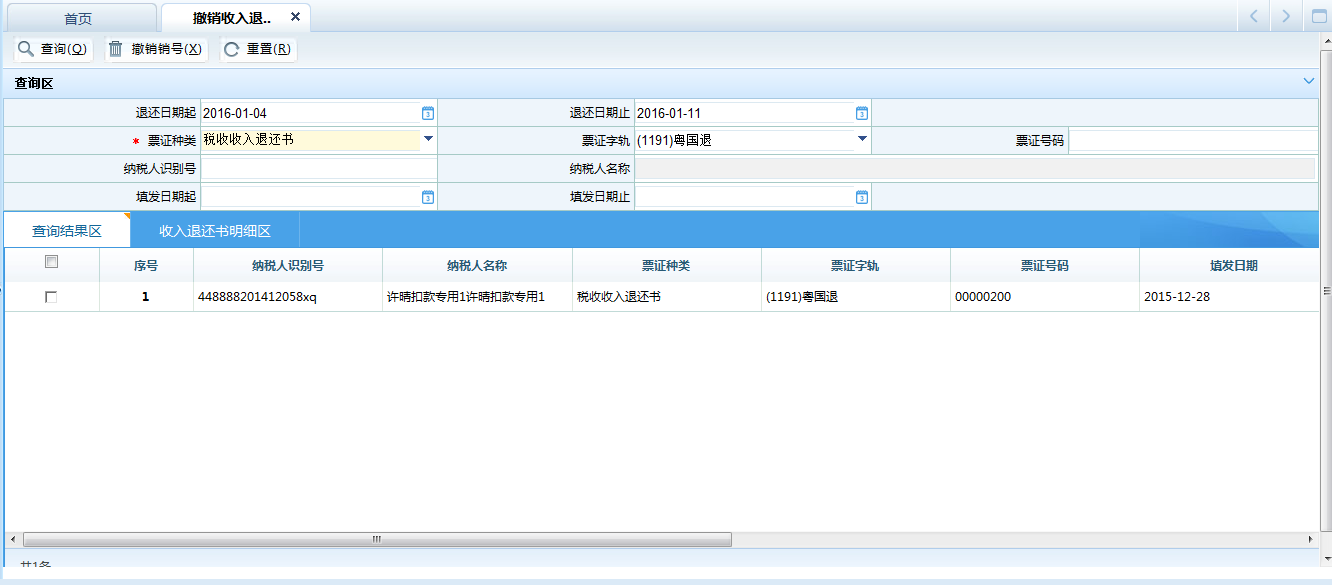 首页 撤销收入退.. ×
查询(Q) 撤销销号(X) 重置(R)
查询区
退还日期起 2016-01-04 退还日期止 2016-01-11
* 票证种类 税收收入退还书 票证字轨 (1191)粤国退 票证号码
纳税人识别号 纳税人名称
填发日期起 填发日期止
查询结果区 收入退还书明细区
序号 纳税人识别号 纳税人名称 票证种类 票证字轨 票证号码 填发日期
1 448888201412058xq 许晴扣款专用1许晴扣款专用1 税收收入退还书 (1191)粤国退 00000200 2015-12-28
共1条